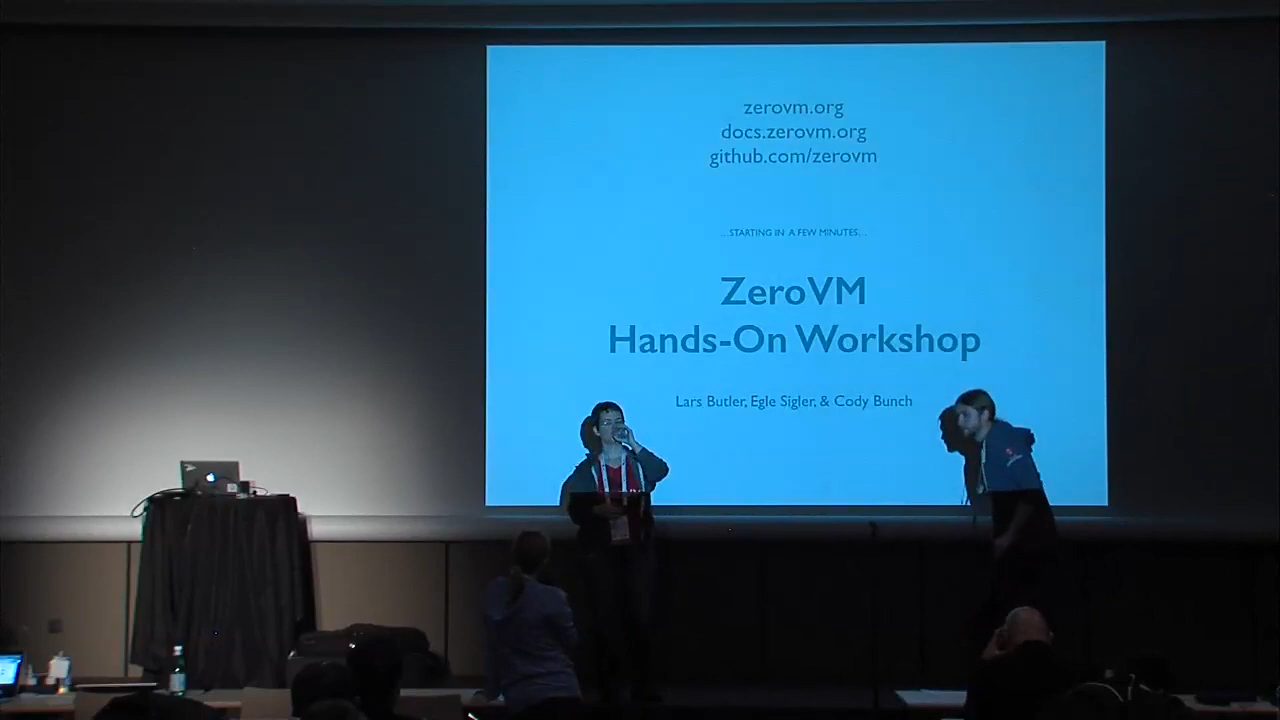 zerovm.org
docs.zerovm.org
github.com/zerovm
...STARTING IN A FEW MINUTES...
ZeroVM
Hands-On Workshop
Lars Butler, Egle Sigler, & Cody Bunch